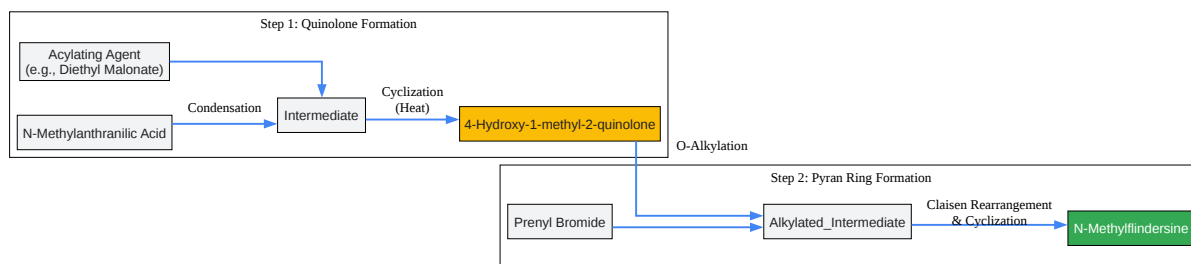 Step 1: Quinolone Formation
Acylating Agent
(e.g., Diethyl Malonate)
Condensation
N-Methylanthranilic Acid
Intermediate
Cyclization
(Heat)
4-Hydroxy-1-methyl-2-quinolone
O-Alkylation
Step 2: Pyran Ring Formation
Prenyl Bromide
Alkylated_Intermediate
Claisen Rearrangement
& Cyclization
N-Methylflindersine